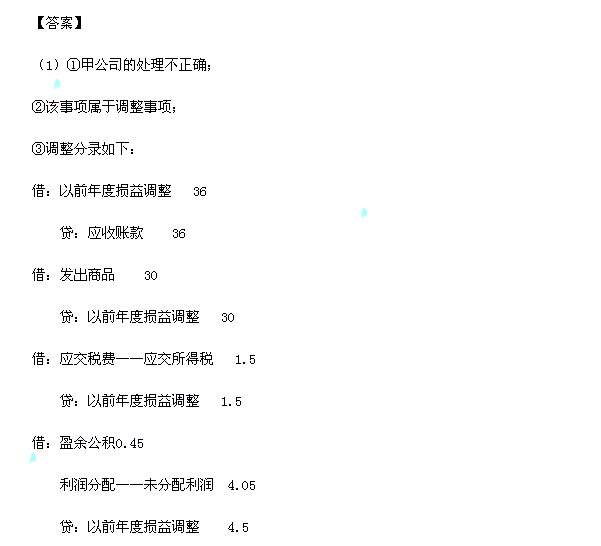 【答案】
（1）①甲公司的处理不正确；
②该事项属于调整事项；
③调整分录如下：
借：以前年度损益调整 36
贷：应收账款 36
借：发出商品 30
贷：以前年度损益调整 30
借：应交税费——应交所得税 1.5
贷：以前年度损益调整 1.5
借：盈余公积0.45
利润分配——未分配利润 4.05
贷：以前年度损益调整 4.5